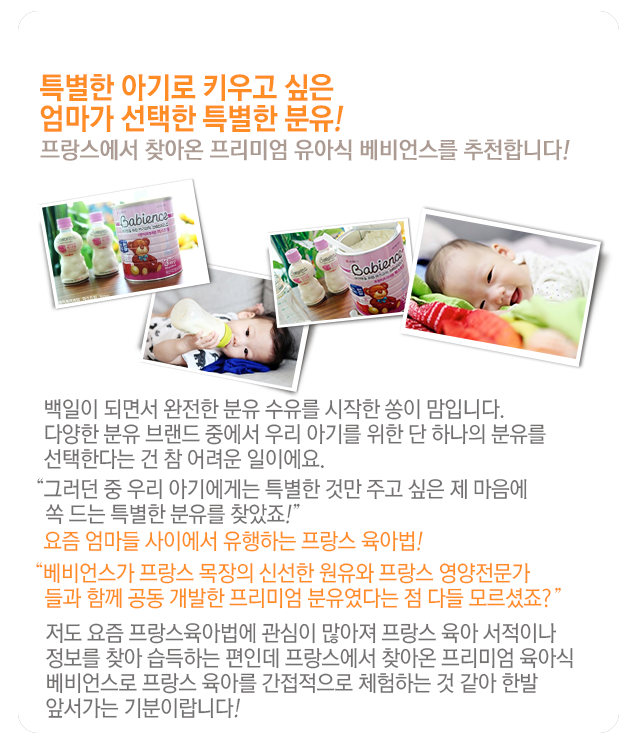 특별한 아기로 키우고 싶은
엄마가 선택한 특별한 분유!
프랑스에서 찾아온 프리미엄 유아식 베비언스를 추천합니다!
Babience
Babience
백일이 되면서 완전한 분유 수유를 시작한 쏭이 맘입니다.
다양한 분유 브랜드 중에서 우리 아기를 위한 단 하나의 분유를
선택한다는 건 참 어려운 일이에요.
“그러던 중 우리 아기에게는 특별한 것만 주고 싶은 제 마음에
쏙 드는 특별한 분유를 찾았죠!”
요즘 엄마들 사이에서 유행하는 프랑스 육아법!
“베비언스가 프랑스 목장의 신선한 원유와 프랑스 영양전문가
들과 함께 공동 개발한 프리미엄 분유였다는 점 다들 모르셨죠?”
저도 요즘 프랑스육아법에 관심이 많아져 프랑스 육아 서적이나
정보를 찾아 습득하는 편인데 프랑스에서 찾아온 프리미엄 육아식
베비언스로 프랑스 육아를 간접적으로 체험하는 것 같아 한발
앞서가는 기분이랍니다!